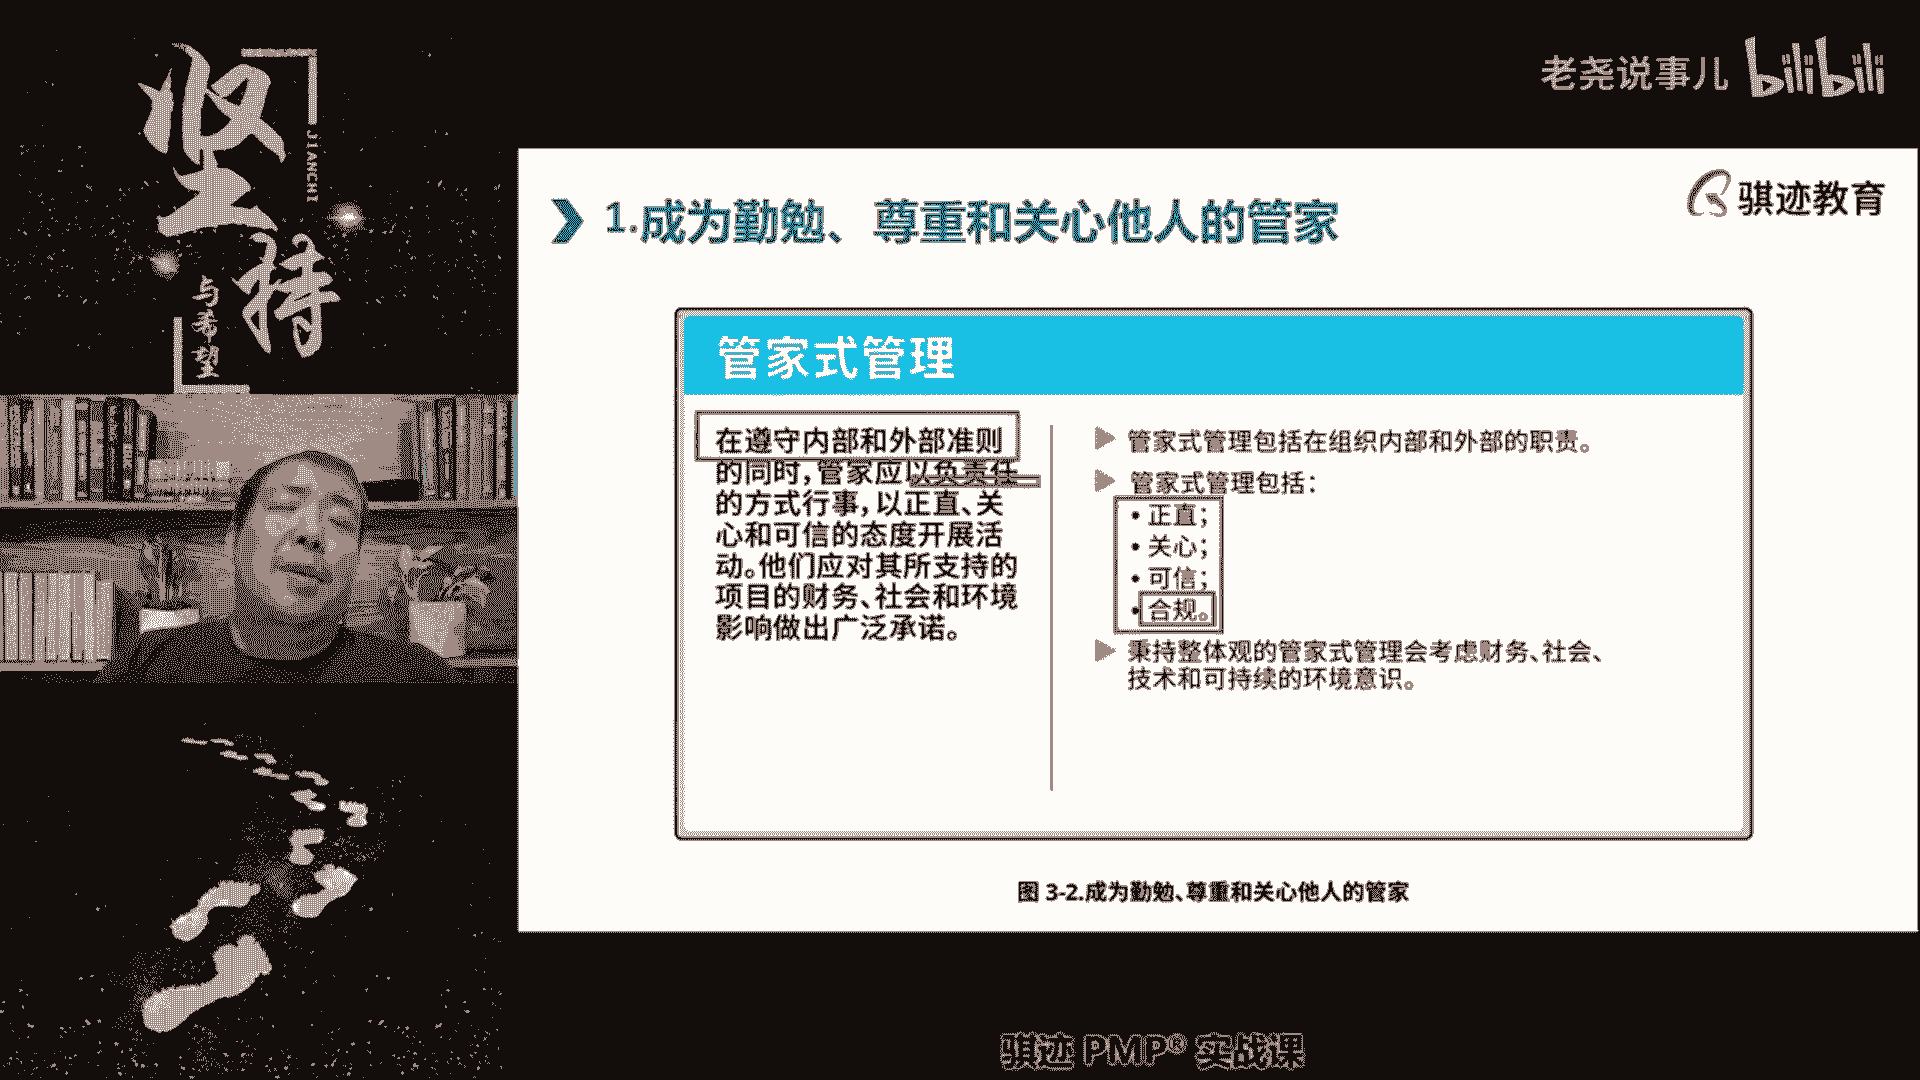 坚持
JIANCHI
与希望
老尧说事儿 bilibili
骐迹教育
1.成为勤勉、尊重和关心他人的管家
管家式管理
在遵守内部和外部准则
的同时,管家应以负责任
的方式行事,以正直、关
心和可信的态度开展活
动。他们应对其所支持的
项目的财务、社会和环境
影响做出广泛承诺。
管家式管理包括在组织内部和外部的职责。
管家式管理包括:
• 正直;
• 关心;
• 可信;
• 合规。
秉持整体观的管家式管理会考虑财务、社会、
技术和可持续的环境意识。
图 3-2.成为勤勉、尊重和关心他人的管家
骐迹 PMP® 实战课